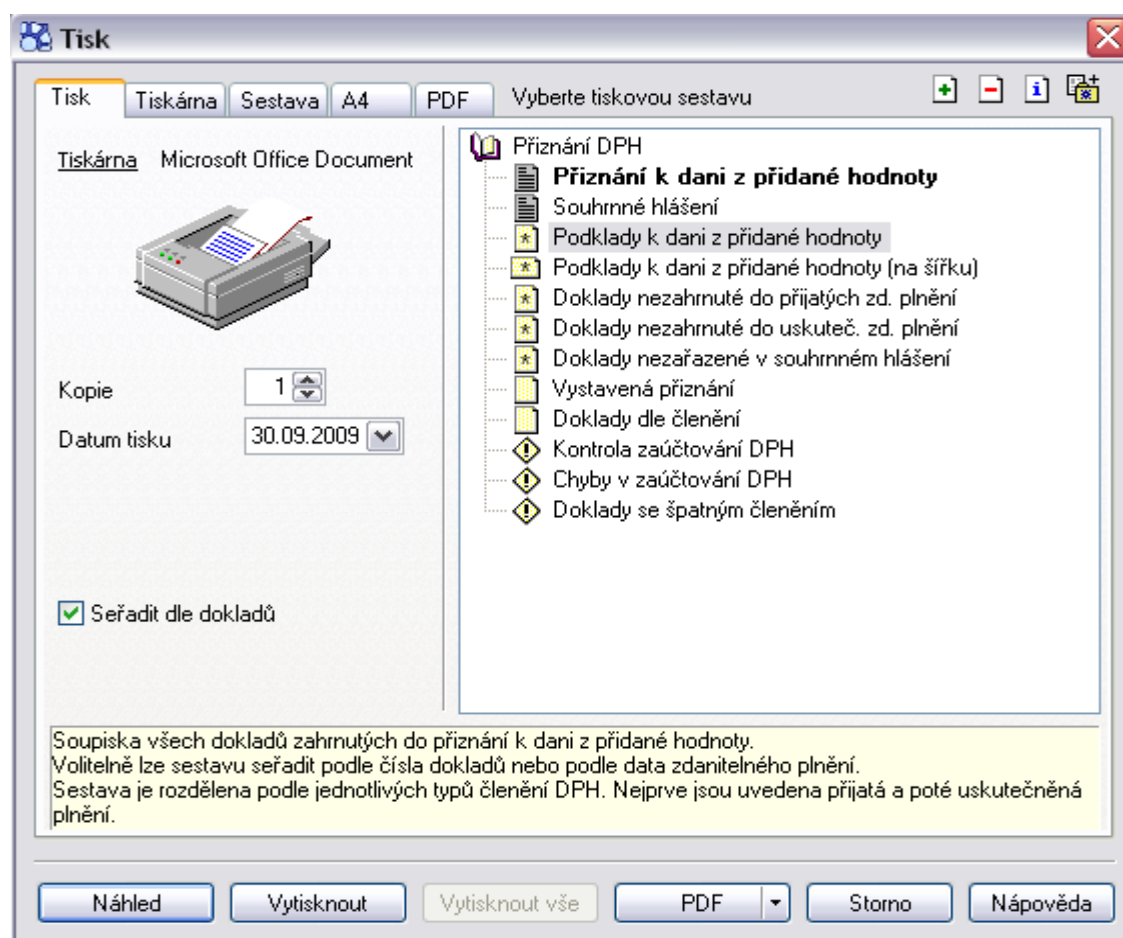 Tisk
Tisk Tiskárna Sestava A4 PDF Vyberte tiskovou sestavu
Tiskárna Microsoft Office Document
Kopie 1
Datum tisku 30.09.2009
Seřadit dle dokladů
Přiznání DPH
Přiznání k dani z přidané hodnoty
Souhrnné hlášení
Podklady k dani z přidané hodnoty
Podklady k dani z přidané hodnoty (na šířku)
Doklady nezahrnuté do přijatých zd. plnění
Doklady nezahrnuté do uskuteč. zd. plnění
Doklady nezařazené v souhrnném hlášení
Vystavená přiznání
Doklady dle členění
Kontrola zaúčtování DPH
Chyby v zaúčtování DPH
Doklady se špatným členěním
Soupiska všech dokladů zahrnutých do přiznání k dani z přidané hodnoty.
Volitelně lze sestavu seřadit podle čísla dokladů nebo podle data zdanitelného plnění.
Sestava je rozdělena podle jednotlivých typů členění DPH. Nejprve jsou uvedena přijatá a poté uskutečněná
plnění.
Náhled Vytisknout Vytisknout vše PDF Storno Nápověda